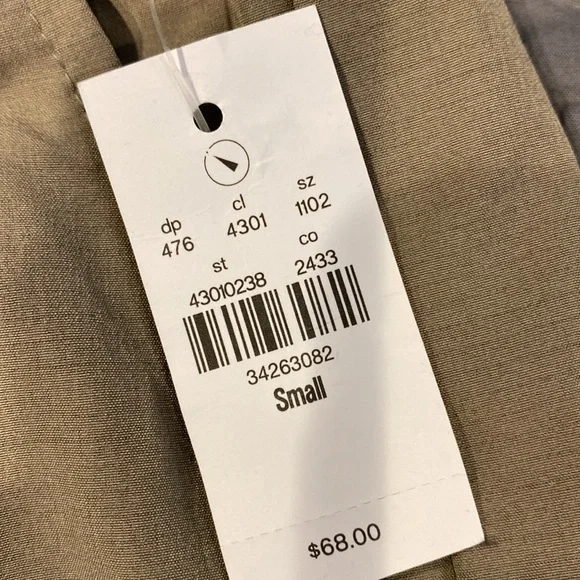 dp cl sz
476 4301 1102
st co
43010238 2433
34263082
Small
$68.00